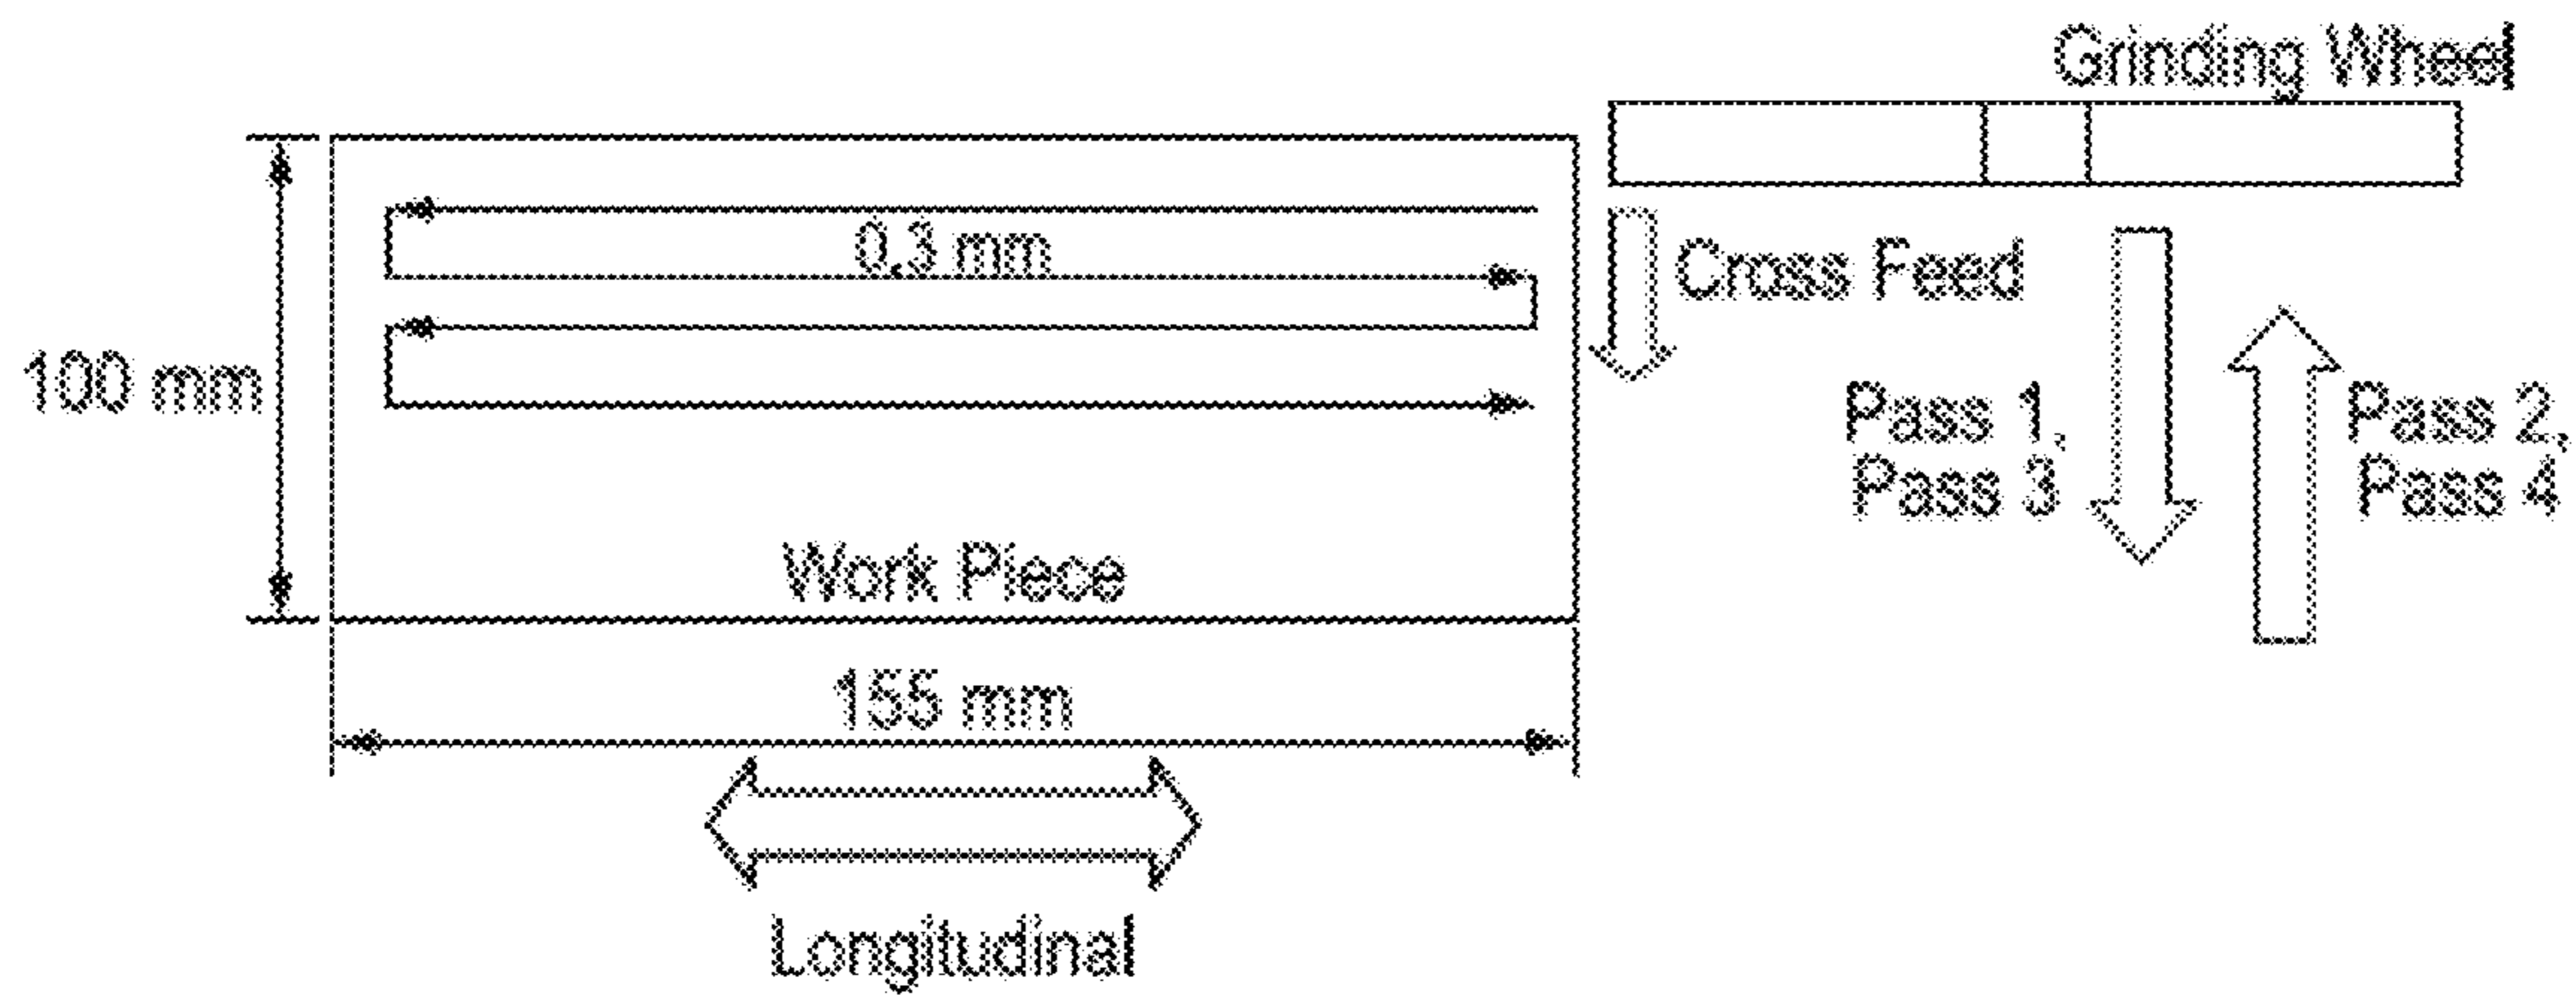 Grinding Wheel
0.3 mm
Cross Feed
100 mm
Pass 1,
Pass 3
Pass 2,
Pass 4
Work Piece
155 mm
Longitudinal